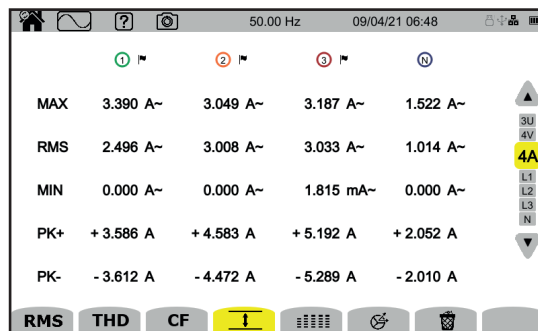 ? 50.00 Hz 09/04/21 06:48
1 2 3 N
MAX 3.390 A~ 3.049 A~ 3.187 A~ 1.522 A~
RMS 2.496 A~ 3.008 A~ 3.033 A~ 1.014 A~
MIN 0.000 A~ 0.000 A~ 1.815 mA~ 0.000 A~
PK+ + 3.586 A + 4.583 A + 5.192 A + 2.052 A
PK- - 3.612 A - 4.472 A - 5.289 A - 2.010 A
3U
4V
4A
L1
L2
L3
N
RMS THD CF